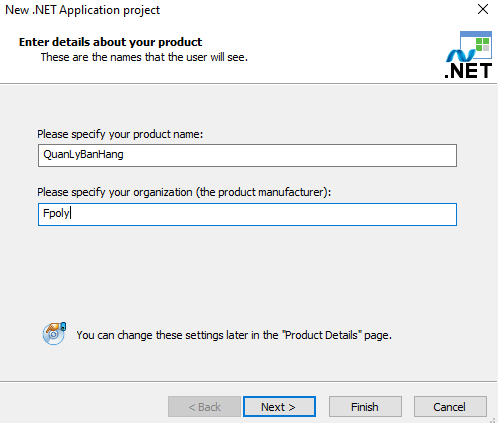 New .NET Application project
Enter details about your product
These are the names that the user will see.
.NET
Please specify your product name:
QuanLyBanHang
Please specify your organization (the product manufacturer):
Fpoly
You can change these settings later in the "Product Details" page.
< Back Next > Finish Cancel